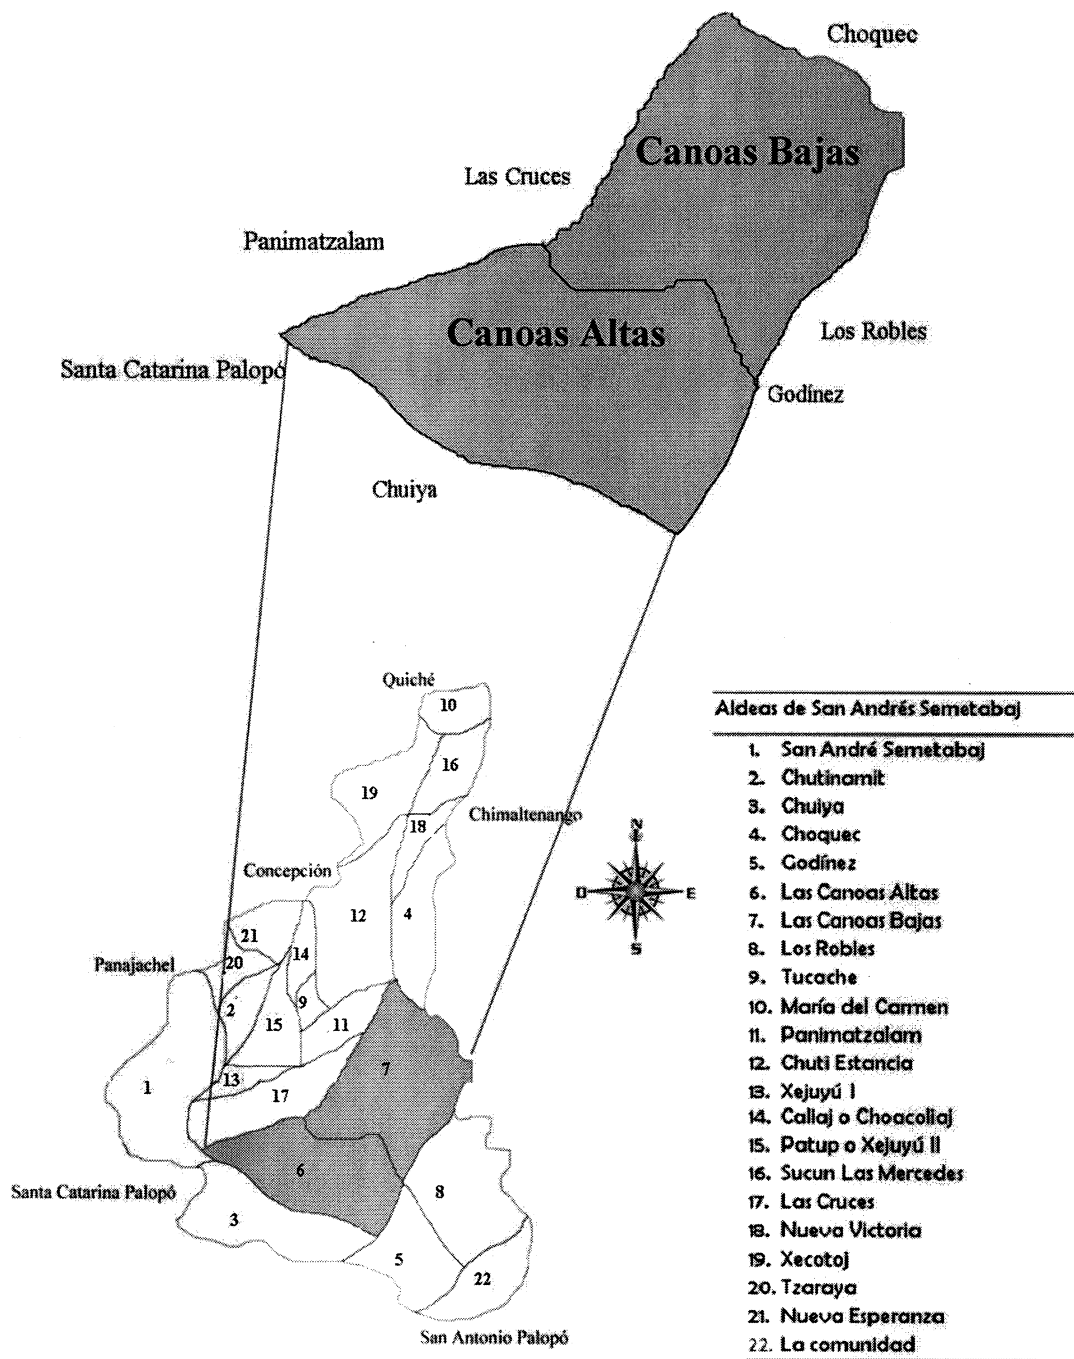 Choquec
Canoas Bajas
Las Cruces
Panimatzalam
Canoas Altas
Los Robles
Santa Catarina Palopó
Godínez
Chuiya
Quiché
10
16
19
Chimaltenango
18
Concepción
12
4
21
14
Panajachel
20
2
9
15
11
7
13
1
17
6
Santa Catarina Palopó
8
3
5
22
San Antonio Palopó
N
O
E
S
Aldeas de San Andrés Semetabaj
1. San André Semetabaj
2. Chutinamit
3. Chuiya
4. Choquec
5. Godínez
6. Las Canoas Altas
7. Las Canoas Bajas
8. Los Robles
9. Tucache
10. María del Carmen
11. Panimatzalam
12. Chuti Estancia
13. Xejuyú I
14. Callaj o Choacollaj
15. Patup o Xejuyú II
16. Sucun Las Mercedes
17. Las Cruces
18. Nueva Victoria
19. Xecotoj
20. Tzaraya
21. Nueva Esperanza
22. La comunidad